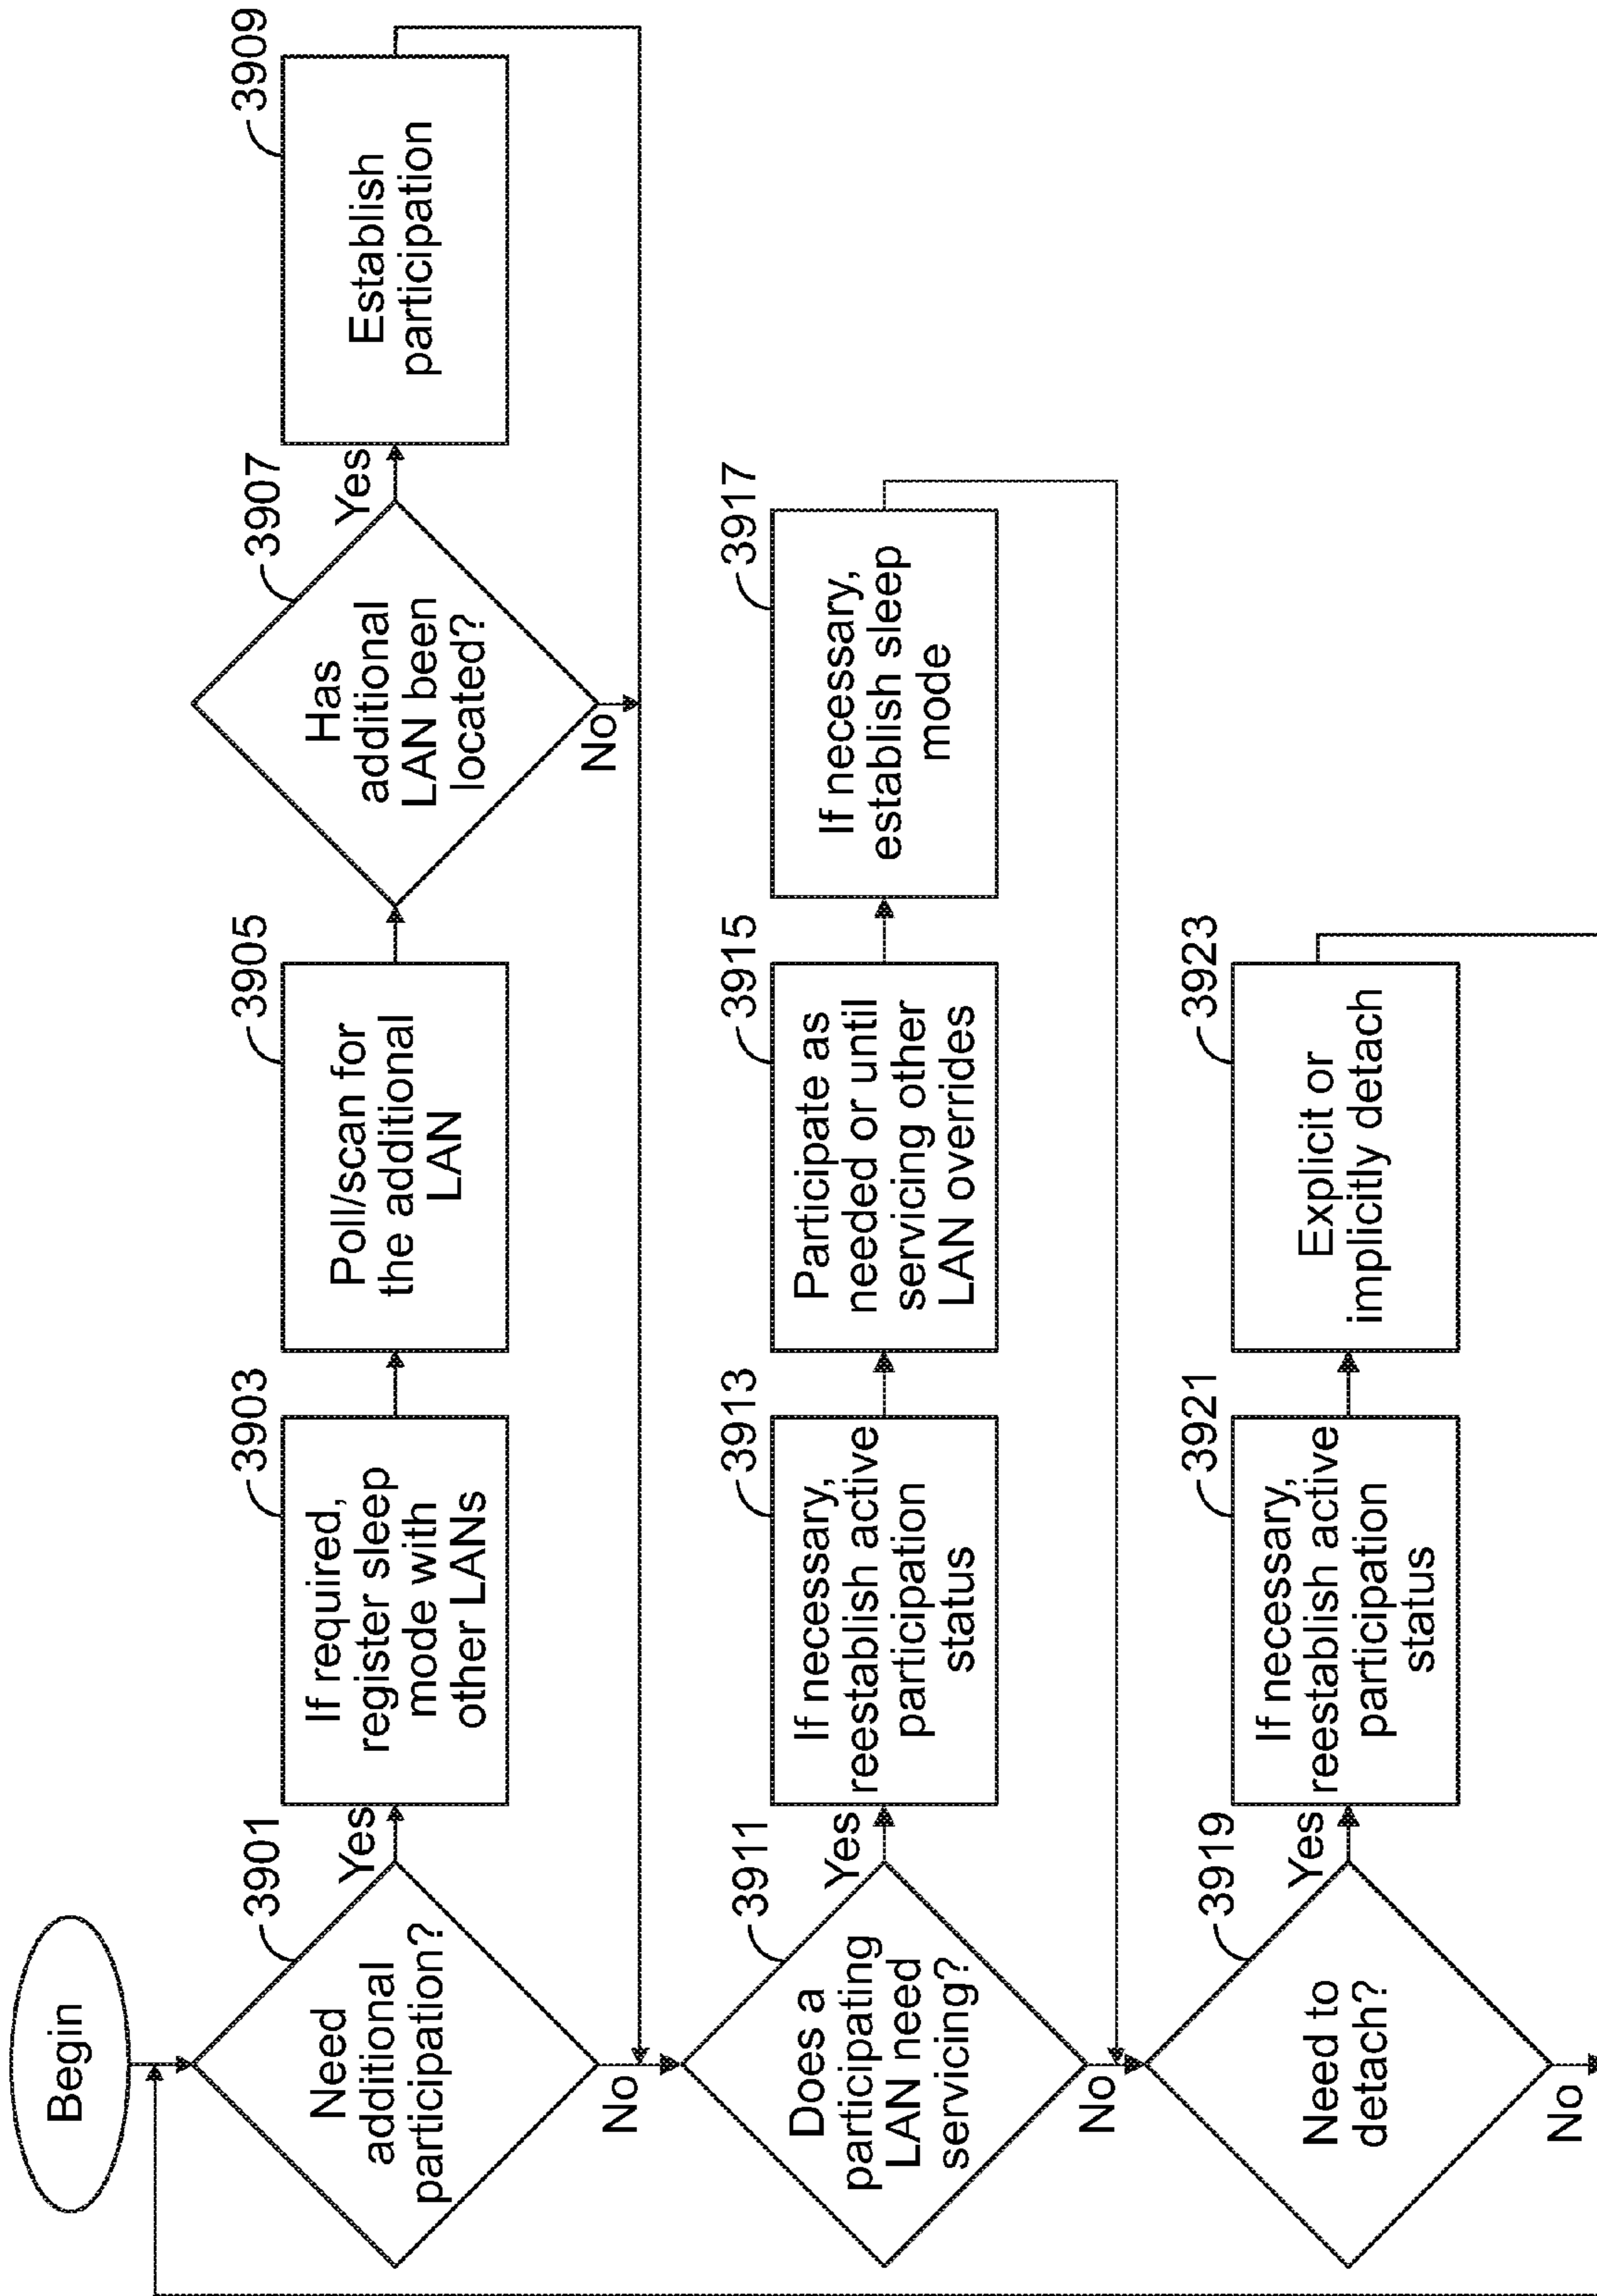 Begin
3901
Need
additional
participation?
Yes
No
3903
If required,
register sleep
mode with
other LANs
3905
Poll/scan for
the additional
LAN
3907
Has
additional
LAN been
located?
Yes
No
3909
Establish
participation
3911
Does a
participating
LAN need
servicing?
Yes
No
3913
If necessary,
reestablish active
participation
status
3915
Participate as
needed or until
servicing other
LAN overrides
3917
If necessary,
establish sleep
mode
3919
Need to
detach?
Yes
No
3921
If necessary,
reestablish active
participation
status
3923
Explicit or
implicitly detach